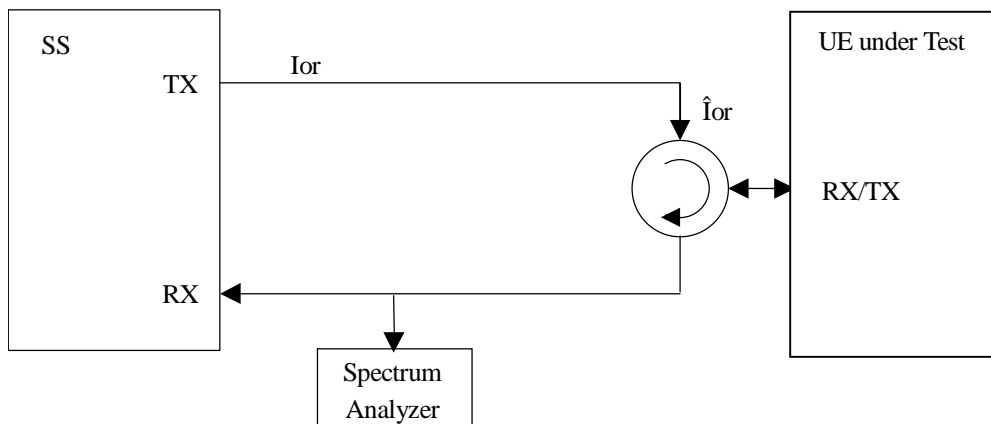 SS
UE under Test
TX
Ior
Îor
RX/TX
RX
Spectrum
Analyzer